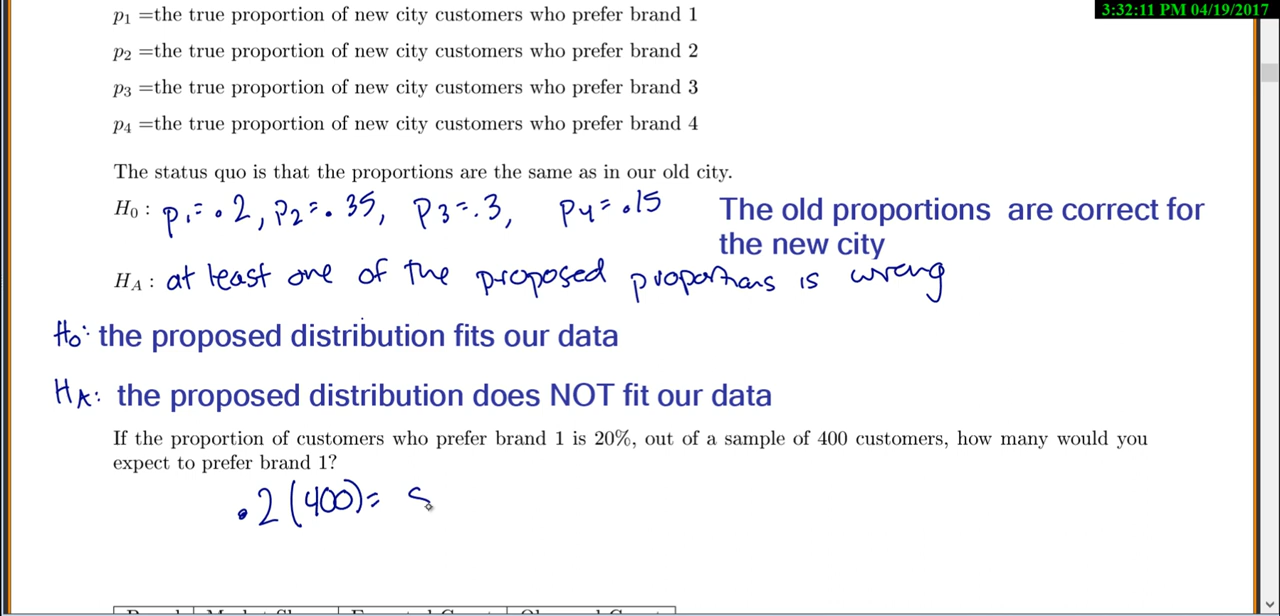 3:32:11 PM 04/19/2017
p₁ =the true proportion of new city customers who prefer brand 1
p₂ =the true proportion of new city customers who prefer brand 2
p₃ =the true proportion of new city customers who prefer brand 3
p₄ =the true proportion of new city customers who prefer brand 4
The status quo is that the proportions are the same as in our old city.
H₀ : p₁=.2, p₂=.35, p3=.3, p4=.15
The old proportions are correct for
the new city
H_A : at least one of the proposed proportions is wrong
H₀: the proposed distribution fits our data
H_A: the proposed distribution does NOT fit our data
If the proportion of customers who prefer brand 1 is 20%, out of a sample of 400 customers, how many would you
expect to prefer brand 1?
.2(400)=